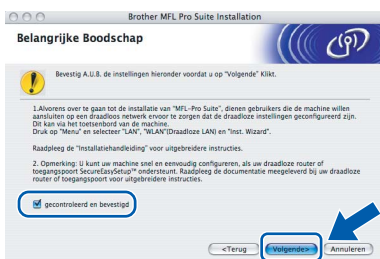 Brother MFL Pro Suite Installation
Belangrijke Boodschap
Bevestig A.U.B. de instellingen hieronder voordat u op "Volgende" Klikt.
1.Alvorens over te gaan tot de installatie van "MFL-Pro Suite", dienen gebruikers die de machine willen
aansluiten op een draadloos netwerk ervoor te zorgen dat de draadloze instellingen geconfigureerd zijn.
Dit kan via het toetsenbord van de machine.
Druk op "Menu" en selecteer "LAN", "WLAN"(Draadloze LAN) en "Inst. Wizard".
Raadpleeg de "Installatiehandleiding" voor uitgebreidere instructies.
2. Opmerking: U kunt uw machine snel en eenvoudig configureren, als uw draadloze router of
toegangspoort SecureEasySetup™ ondersteunt. Raadpleeg de documentatie meegeleverd bij uw draadloze
router of toegangspoort voor uitgebreidere instructies.
gecontroleerd en bevestigd
<Terug
Volgende>
Annuleren